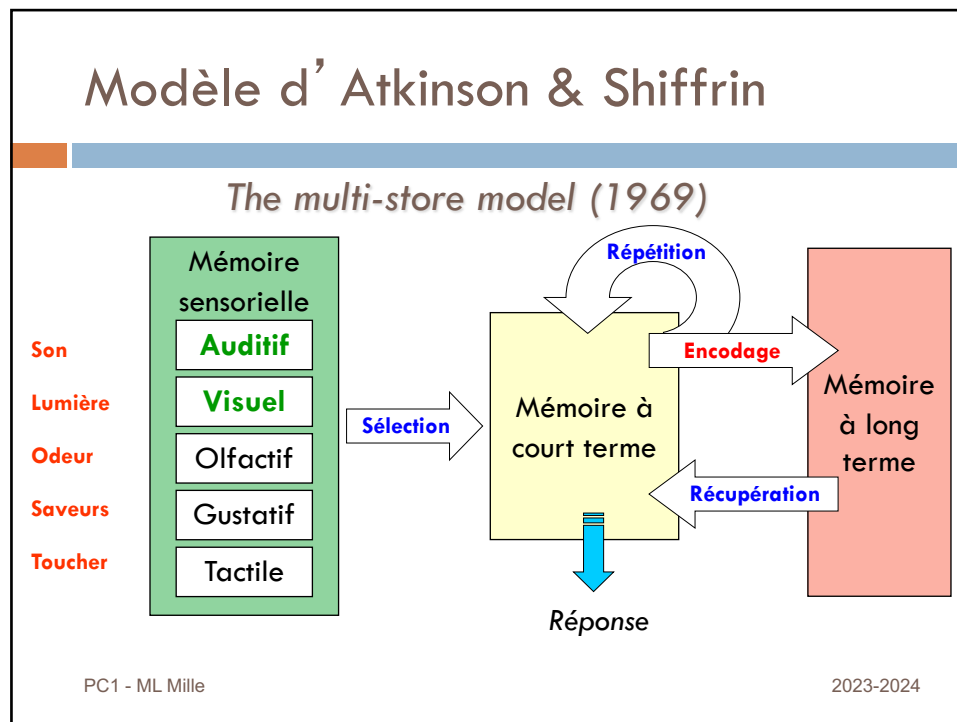 Modèle d’ Atkinson & Shiffrin
The multi-store model (1969)
Mémoire
sensorielle
Son
Auditif
Lumière
Visuel
Odeur
Olfactif
Saveurs
Gustatif
Toucher
Tactile
Sélection
Répétition
Mémoire à
court terme
Encodage
Récupération
Mémoire
à long
terme
Réponse
PC1 - ML Mille
2023-2024